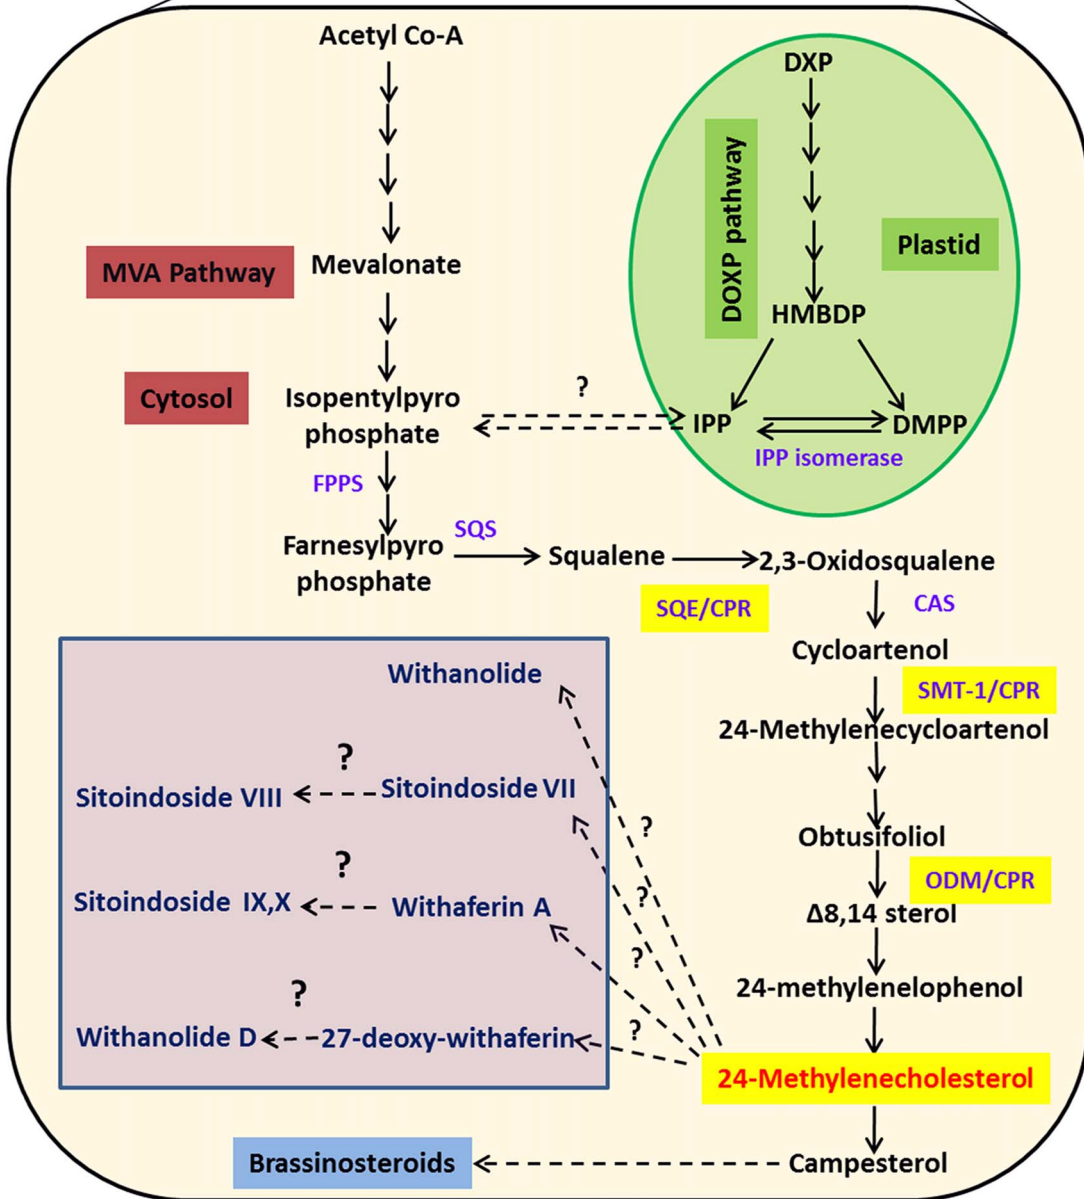 Acetyl Co-A
DXP
DOXP pathway
Plastid
MVA Pathway
Mevalonate
HMBDP
Cytosol
Isopentylpyro
phosphate
?
IPP
DMPP
IPP isomerase
FPPS
Farnesylpyro
phosphate
SQS
Squalene
2,3-Oxidosqualene
SQE/CPR
CAS
Cycloartenol
SMT-1/CPR
24-Methylenecycloartenol
Obtusifoliol
ODM/CPR
Δ8,14 sterol
24-methylenelophenol
24-Methylenecholesterol
Campesterol
Brassinosteroids
Withanolide
?
Sitoindoside VIII
Sitoindoside VII
?
?
Sitoindoside IX,X
Withaferin A
?
?
?
Withanolide D
27-deoxy-withaferin
?